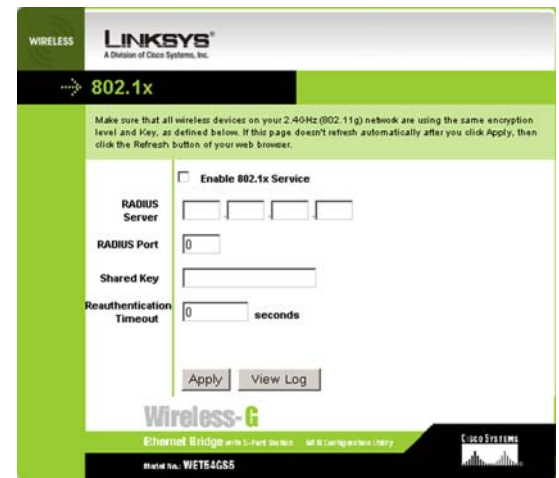 WIRELESS
LINKSYS®
A Division of Cisco Systems, Inc.
802.1x
Make sure that all wireless devices on your 2.4GHz (802.11g) network are using the same encryption
level and Key, as defined below. If this page doesn't refresh automatically after you click Apply, then
click the Refresh button of your web browser.
Enable 802.1x Service
RADIUS
Server
. . .
RADIUS Port
0
Shared Key
Reauthentication
Timeout
0
seconds
Apply
View Log
Wireless-G
Ethernet Bridge with 5-Port Switch
Cisco Systems
Model No.: WET54GS5